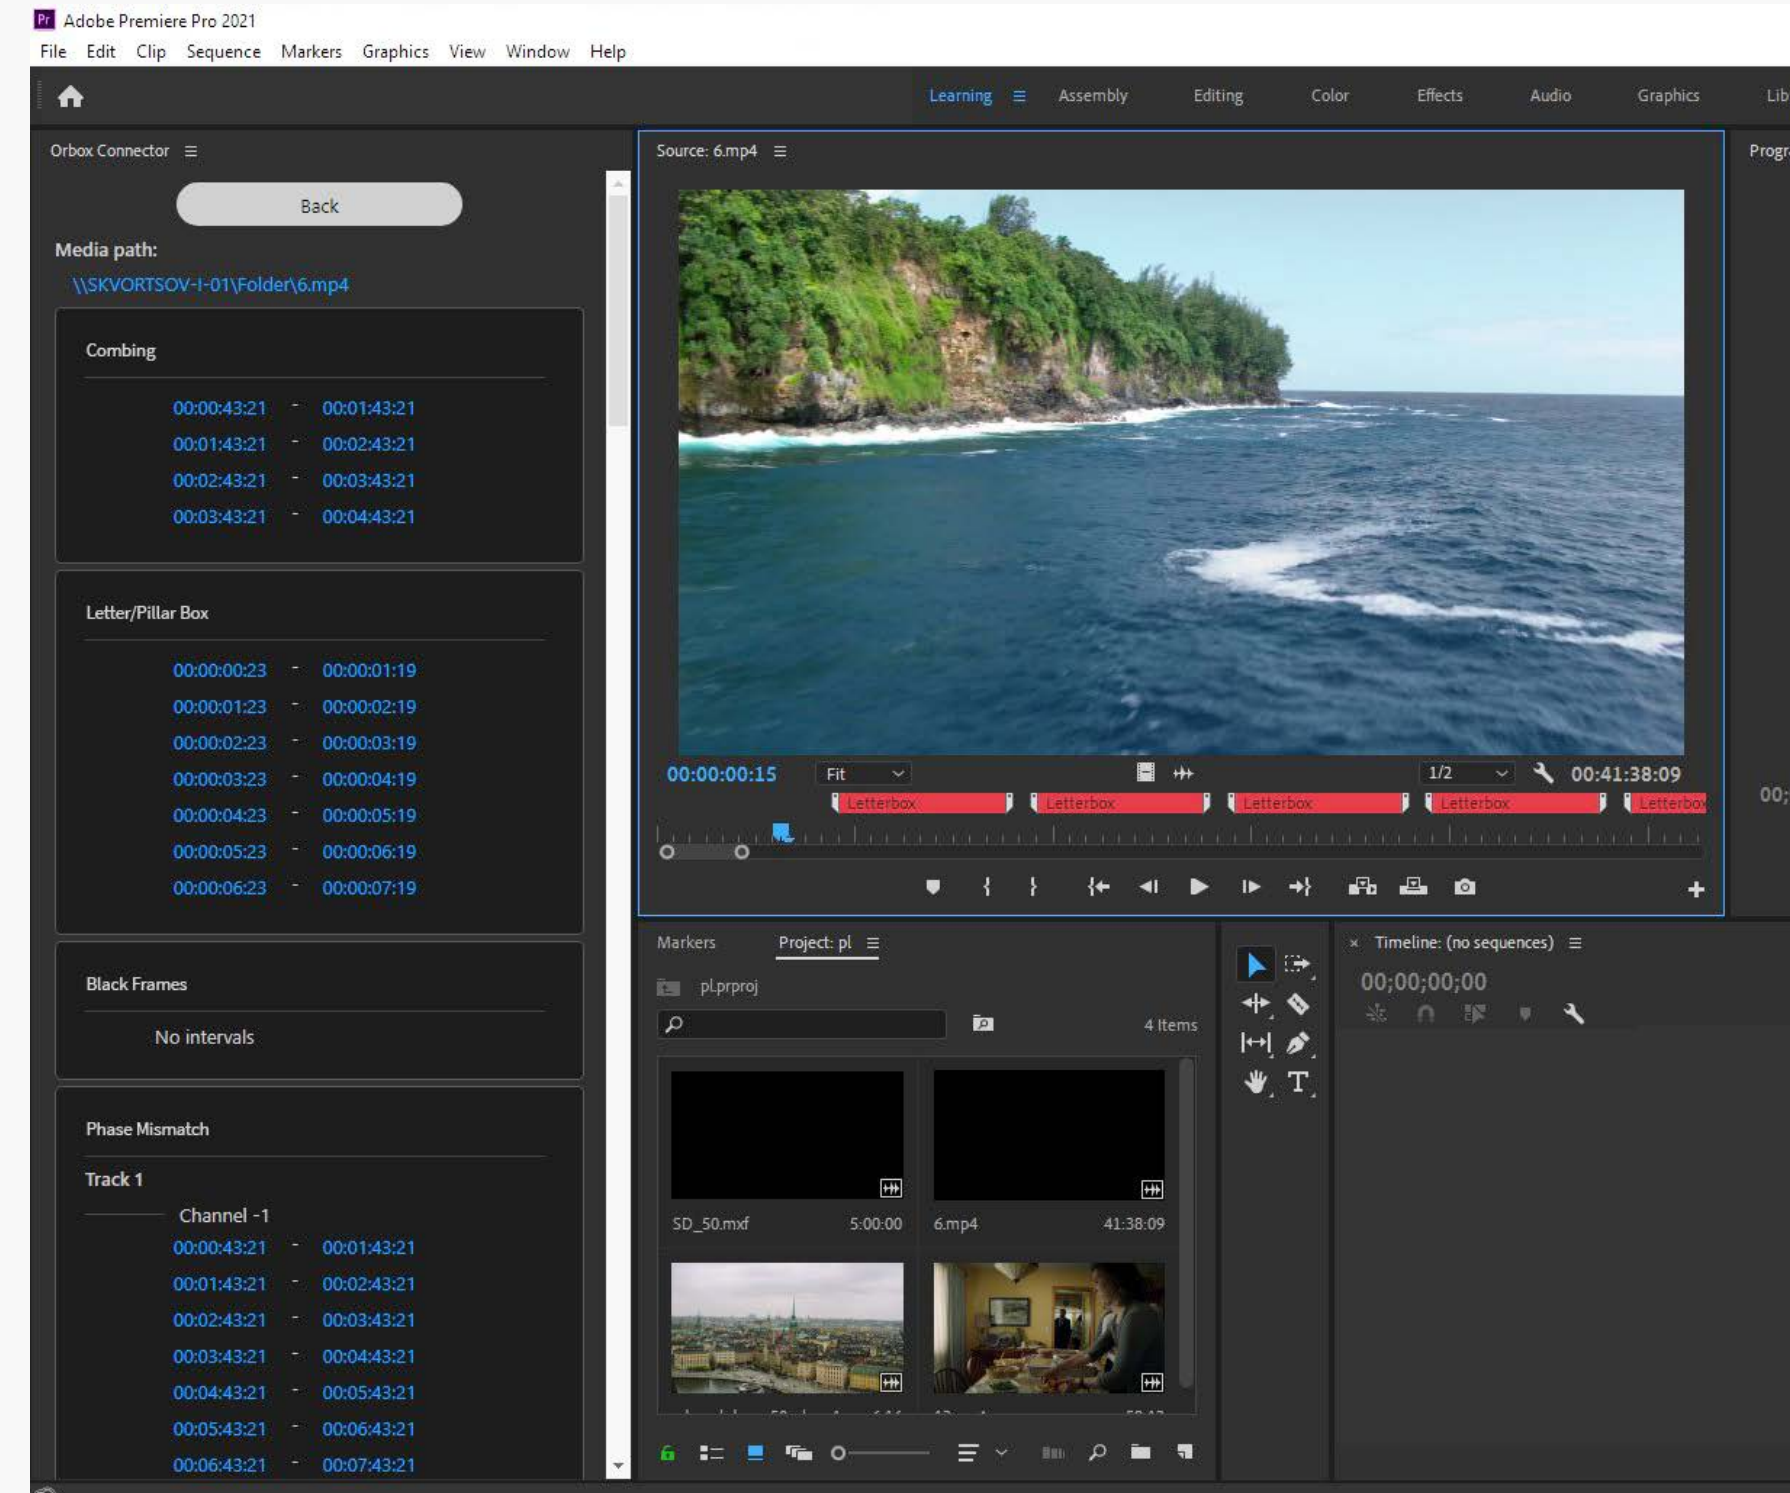 Pr Adobe Premiere Pro 2021
File Edit Clip Sequence Markers Graphics View Window Help
Learning Assembly Editing Color Effects Audio Graphics Lib
Orbox Connector
Back
Media path:
\\SKVORTSOV-I-01\Folder\6.mp4
Combing
00:00:43:21 - 00:01:43:21
00:01:43:21 - 00:02:43:21
00:02:43:21 - 00:03:43:21
00:03:43:21 - 00:04:43:21
Letter/Pillar Box
00:00:00:23 - 00:00:01:19
00:00:01:23 - 00:00:02:19
00:00:02:23 - 00:00:03:19
00:00:03:23 - 00:00:04:19
00:00:04:23 - 00:00:05:19
00:00:05:23 - 00:00:06:19
00:00:06:23 - 00:00:07:19
Black Frames
No intervals
Phase Mismatch
Track 1
Channel -1
00:00:43:21 - 00:01:43:21
00:01:43:21 - 00:02:43:21
00:02:43:21 - 00:03:43:21
00:03:43:21 - 00:04:43:21
00:04:43:21 - 00:05:43:21
00:05:43:21 - 00:06:43:21
00:06:43:21 - 00:07:43:21
Source: 6.mp4
00:00:00:15 Fit 1/2 00:41:38:09
Letterbox Letterbox Letterbox Letterbox Letterbox
Progr
00;
Markers Project: pl
pl.prproj
4 Items
SD_50.mxf 5:00:00 6.mp4 41:38:09
Timeline: (no sequences)
00;00;00;00